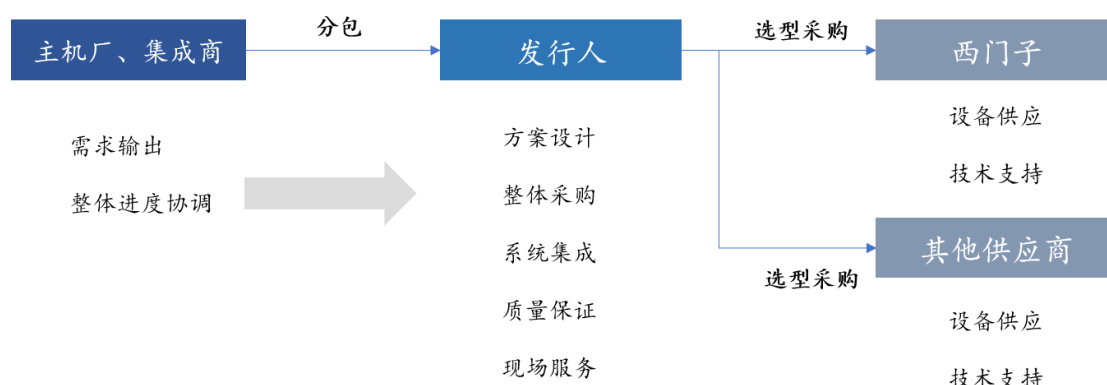 分包
选型采购
主机厂、集成商
发行人
西门子
需求输出
整体进度协调
方案设计
整体采购
系统集成
质量保证
现场服务
设备供应
技术支持
其他供应商
选型采购
设备供应
技术支持